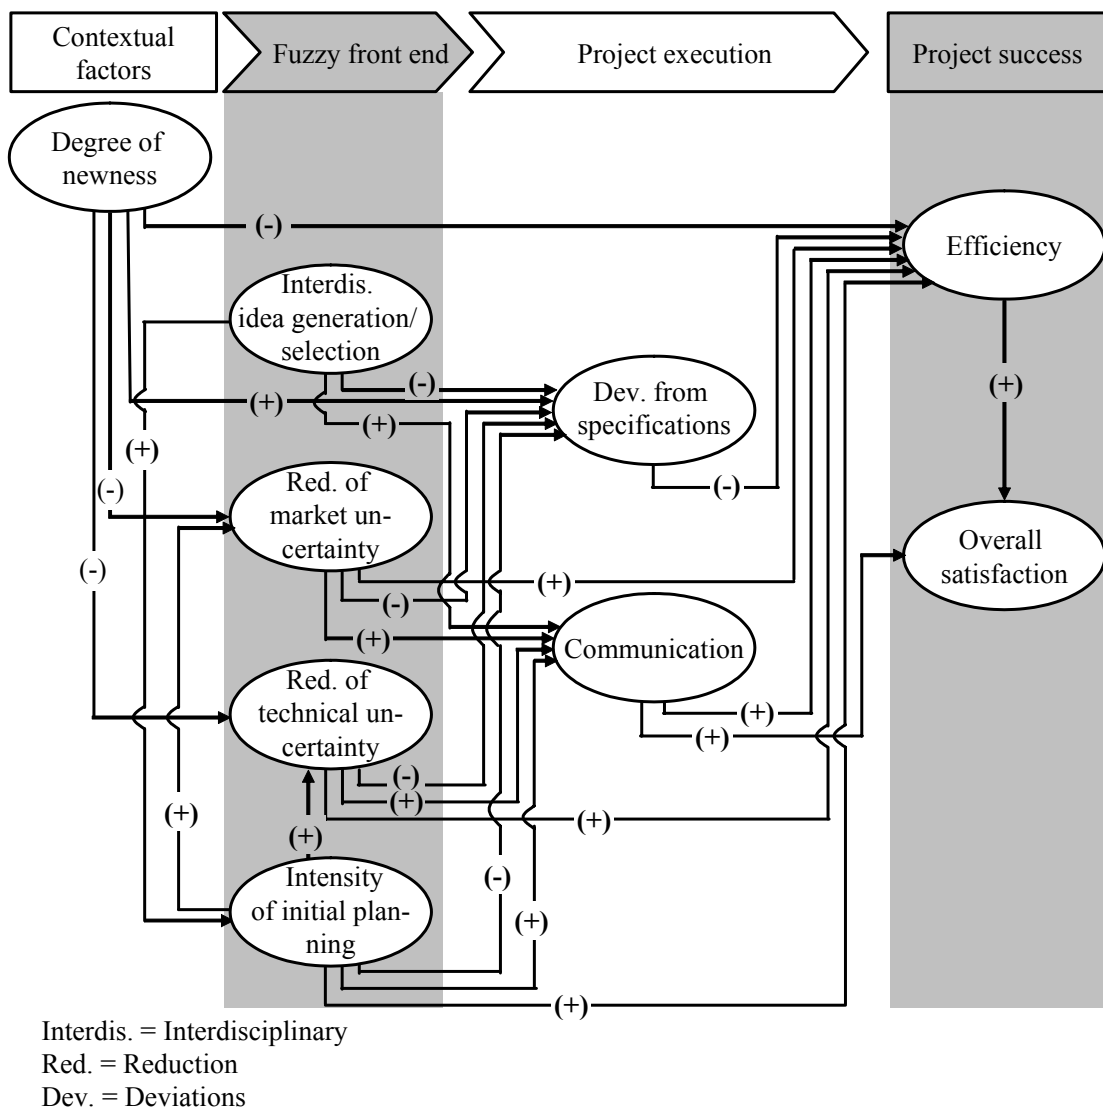 Contextual
factors
Fuzzy front end
Project execution
Project success
Degree of
newness
(-)
Efficiency
Interdis.
idea generation/
selection
(-)
(+)
(+)
(+)
(+)
Dev. from
specifications
(-)
(-)
Red. of
market un-
certainty
(-)
(-)
(+)
Overall
satisfaction
(+)
Communication
Red. of
technical un-
certainty
(+)
(+)
(-)
(+)
(+)
(+)
(+)
(-)
Intensity
of initial plan-
ning
(+)
(+)
Interdis. = Interdisciplinary
Red. = Reduction
Dev. = Deviations